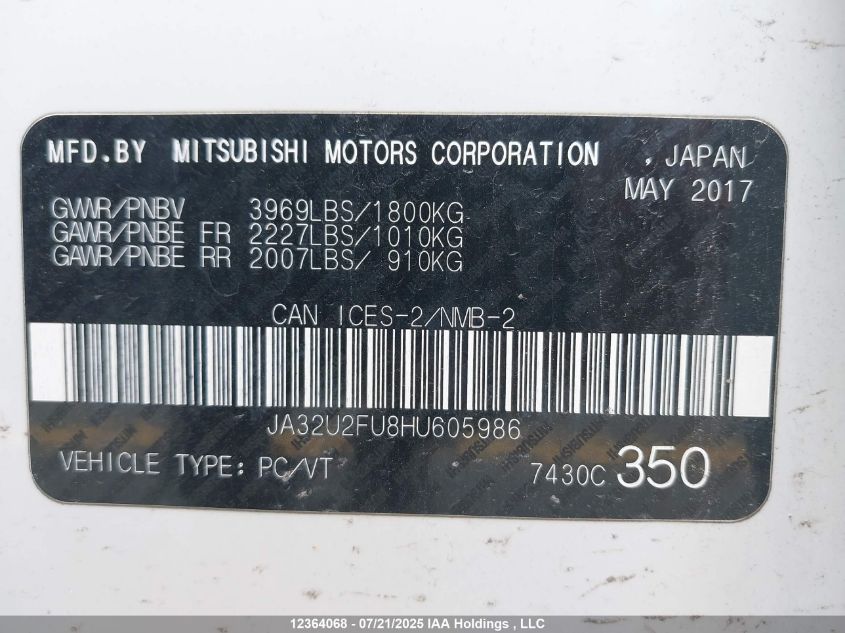 MFD.BY MITSUBISHI MOTORS CORPORATION , JAPAN
MAY 2017
GWWR/PNBV 3969LBS/1800KG
GAWR/PNBE FR 2227LBS/1010KG
GAWR/PNBE RR 2007LBS/ 910KG
CAN ICES-2/NMB-2
JA32U2FU8HU605986
VEHICLE TYPE: PC/VT 7430C 350
12364068 - 07/21/2025 IAA Holdings , LLC